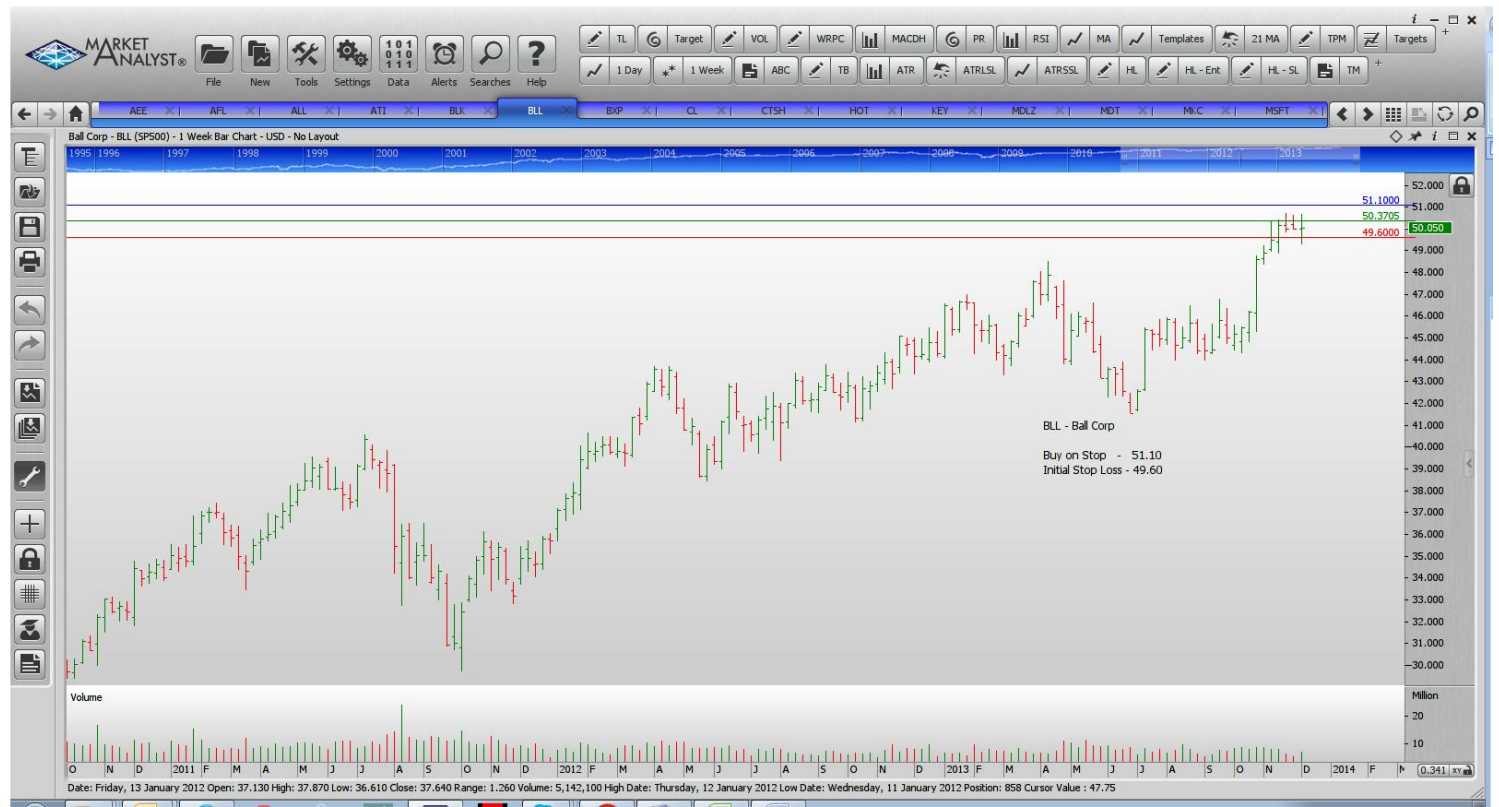 MARKET
ANALYST®
File New Tools Settings Data Alerts Searches Help
101
010
111
TL Target VOL WRPC MACDH PR RSI MA Templates 21 MA TPM Targets +
1 Day 1 Week ABC TB ATR ATRLSL ATRSSL HL HL - Ent HL - SL TM +
AEE AFL ALL ATI BLK BLL BXP CL CTSH HOT KEY MDLZ MDT MKC MSFT
Ball Corp - BLL (SP500) - 1 Week Bar Chart - USD - No Layout
1995 1996 1997 1998 1999 2000 2001 2002 2003 2004 2005 2006 2007 2008 2009 2010 2011 2012 2013
52.000
51.1000
51.000
50.3705
50.050
49.6000
49.000
48.000
47.000
46.000
45.000
44.000
43.000
42.000
BLL - Ball Corp
41.000
Buy on Stop - 51.10
40.000
Initial Stop Loss - 49.60
39.000
38.000
37.000
36.000
35.000
34.000
33.000
32.000
31.000
30.000
Volume
Million
20
10
O N D 2011 F M A M J J A S O N D 2012 F M A M J J A S O N D 2013 F M A M J J A S O N D 2014 F M
0.341 XY
Date: Friday, 13 January 2012 Open: 37.130 High: 37.870 Low: 36.610 Close: 37.640 Range: 1.260 Volume: 5,142,100 High Date: Thursday, 12 January 2012 Low Date: Wednesday, 11 January 2012 Position: 858 Cursor Value : 47.75